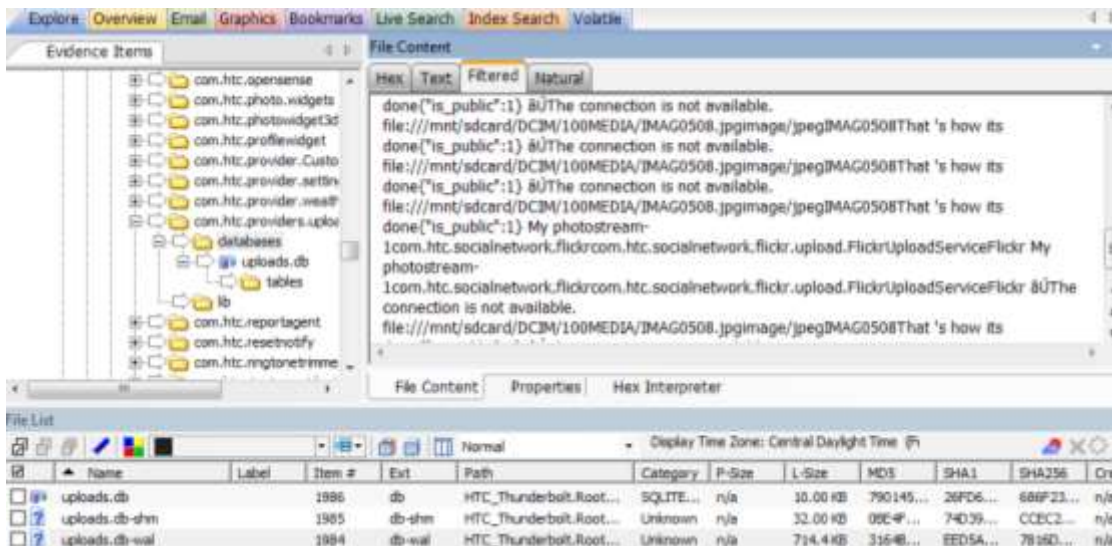 Explore Overview Email Graphics Bookmarks Live Search Index Search Volatile
Evidence Items
com.htc.opensense
com.htc.photo.widgets
com.htc.photowidget3d
com.htc.profilewidget
com.htc.provider.Custo
com.htc.provider.settin
com.htc.provider.weath
com.htc.providers.uploa
databases
uploads.db
tables
lib
com.htc.reportagent
com.htc.resetnotify
com.htc.ringtonetrimme
File Content
Hex Text Filtered Natural
done{"is_public":1} âÚThe connection is not available.
file:///mnt/sdcard/DCIM/100MEDIA/IMAG0508.jpgimage/jpegIMAG0508That 's how its
done{"is_public":1} âÚThe connection is not available.
file:///mnt/sdcard/DCIM/100MEDIA/IMAG0508.jpgimage/jpegIMAG0508That 's how its
done{"is_public":1} âÚThe connection is not available.
file:///mnt/sdcard/DCIM/100MEDIA/IMAG0508.jpgimage/jpegIMAG0508That 's how its
done{"is_public":1} My photostream-
1com.htc.socialnetwork.flickrcom.htc.socialnetwork.flickr.upload.FlickrUploadServiceFlickr My
photostream-
1com.htc.socialnetwork.flickrcom.htc.socialnetwork.flickr.upload.FlickrUploadServiceFlickr âÚThe
connection is not available.
file:///mnt/sdcard/DCIM/100MEDIA/IMAG0508.jpgimage/jpegIMAG0508That 's how its
File Content Properties Hex Interpreter
File List
Normal Display Time Zone: Central Daylight Time (Fr
Name Label Item # Ext Path Category P-Size L-Size MD5 SHA1 SHA256 Cre
uploads.db 1986 db HTC_Thunderbolt.Root... SQLITE... n/a 10.00 KB 790145... 26FD6... 686F23... n/a
uploads.db-shm 1985 db-shm HTC_Thunderbolt.Root... Unknown n/a 32.00 KB 08E4F... 74D39... CCEC2... n/a
uploads.db-wal 1984 db-wal HTC_Thunderbolt.Root... Unknown n/a 714.4 KB 3164B... EED5A... 7816D... n/a